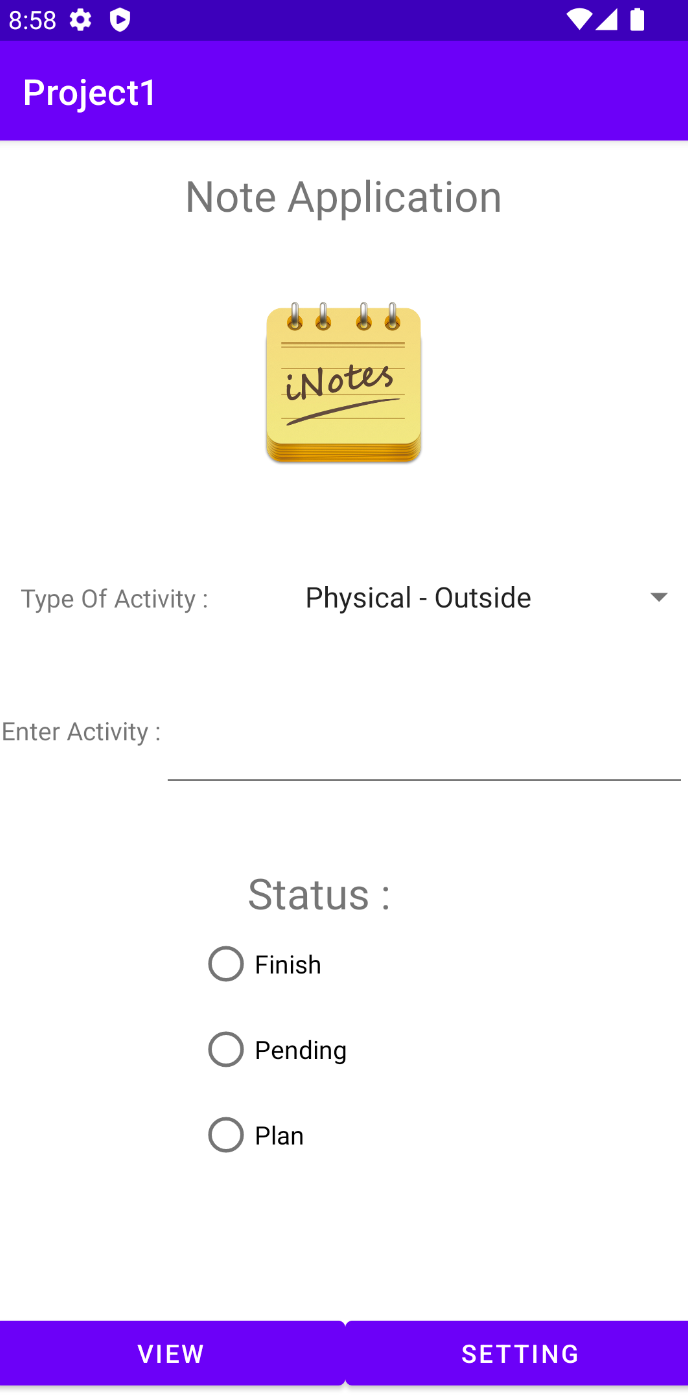 8:58
Project1
Note Application
iNotes
Type Of Activity :
Physical - Outside
Enter Activity :
Status :
Finish
Pending
Plan
VIEW
SETTING